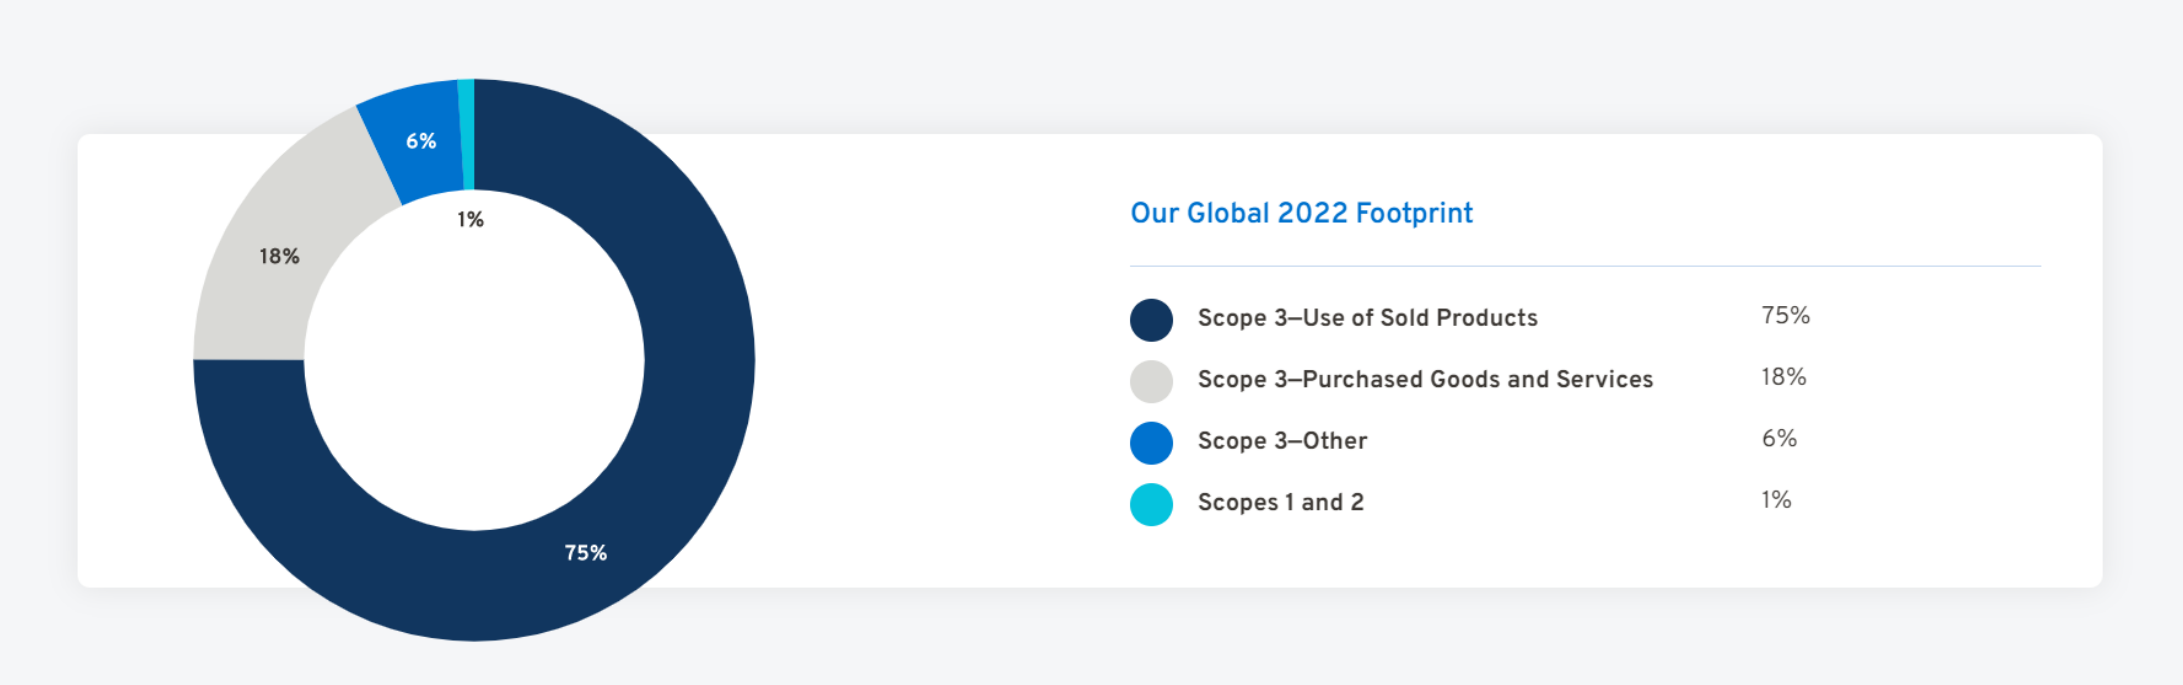 6%
1%
18%
75%
Our Global 2022 Footprint
Scope 3—Use of Sold Products 75%
Scope 3—Purchased Goods and Services 18%
Scope 3—Other 6%
Scopes 1 and 2 1%